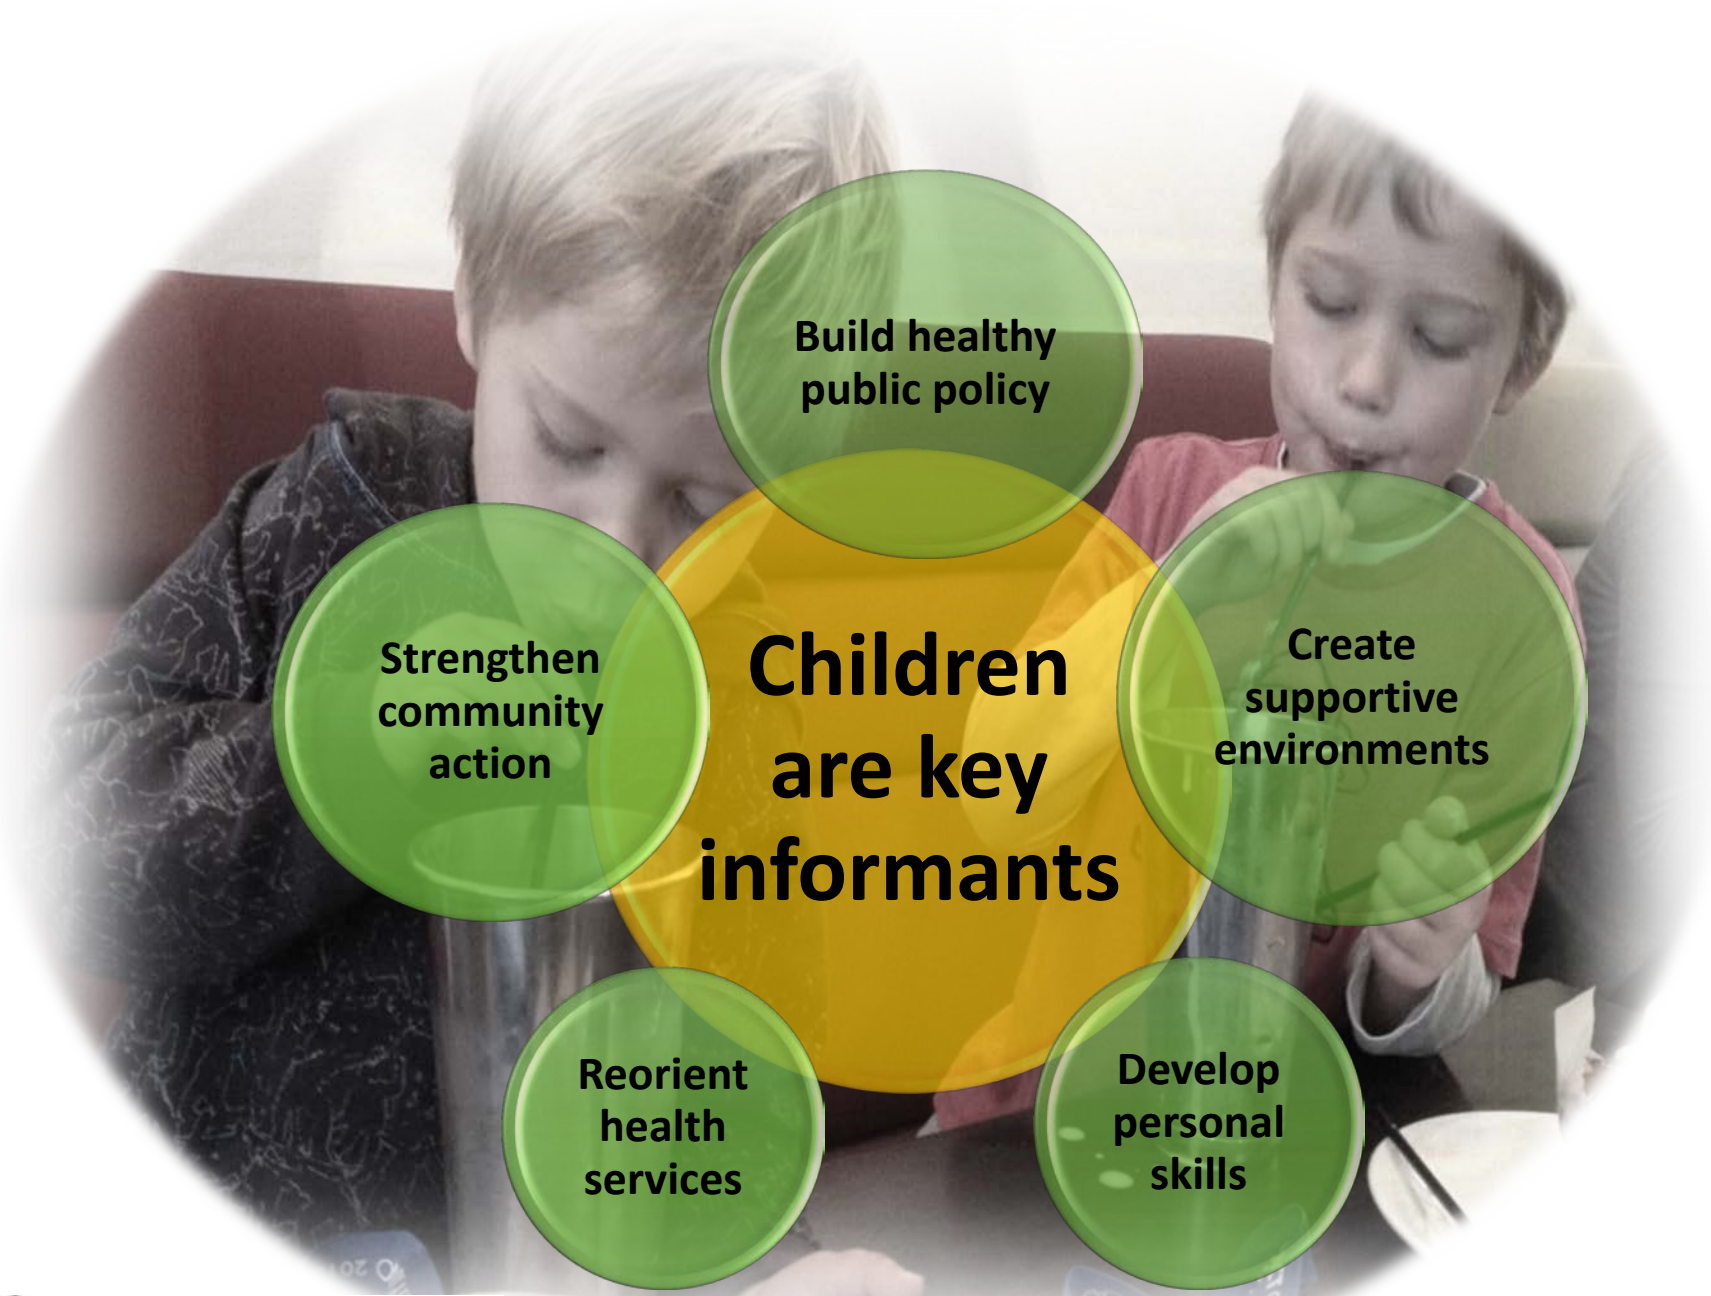 Build healthy
public policy
Strengthen
community
action
Children
are key
informants
Create
supportive
environments
Reorient
health
services
Develop
personal
skills